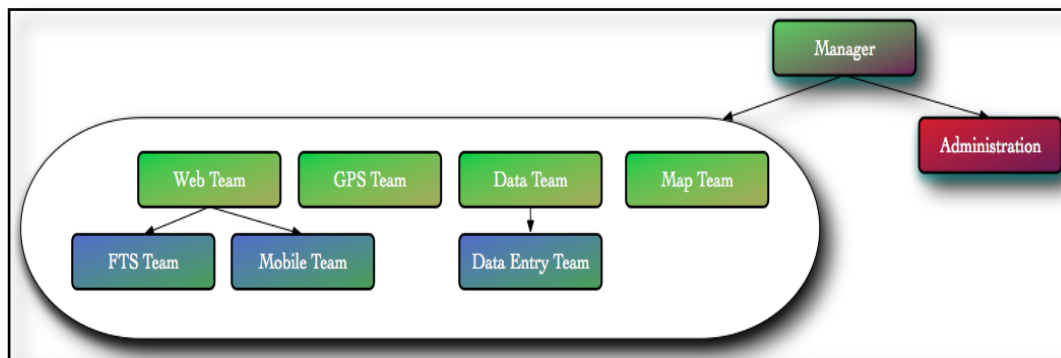 Manager
Administration
Web Team
GPS Team
Data Team
Map Team
FTS Team
Mobile Team
Data Entry Team